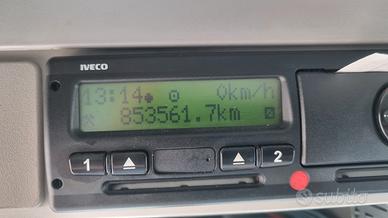 IVECO
13:14 0km/h
853561.7km
1 2
subito